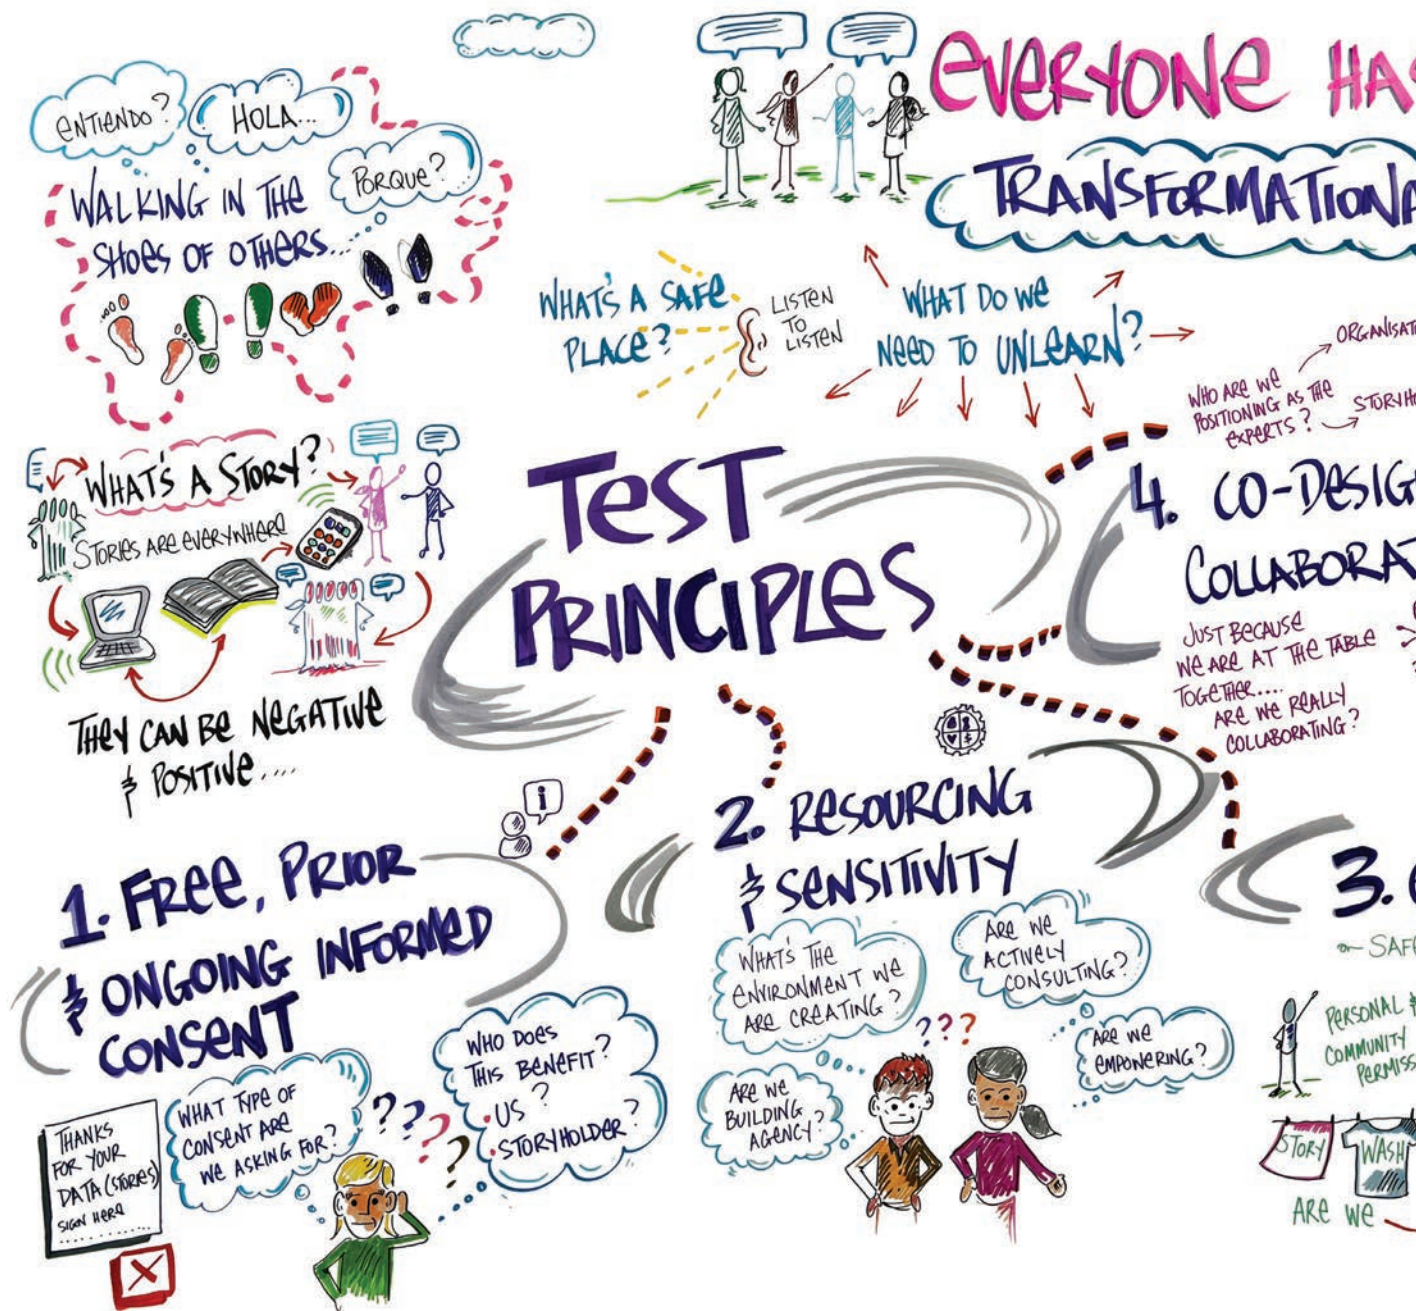 ENTIENDO?
HOLA...
PORQUE?
WALKING IN THE
SHOES OF OTHERS...
EVERYONE HAS
TRANSFORMATIONA
WHAT'S A SAFE
PLACE?
LISTEN
TO
LISTEN
WHAT DO WE
NEED TO UNLEARN?
WHAT'S A STORY?
STORIES ARE EVERYWHERE
THEY CAN BE NEGATIVE
& POSITIVE....
TEST
PRINCIPLES
ORGANISAT
WHO ARE WE
POSITIONING AS THE
EXPERTS?
STORYHO
4. CO-DESIG
COLLABORAT
JUST BECAUSE
WE ARE AT THE TABLE
TOGETHER....
ARE WE REALLY
COLLABORATING?
i
1. FREE, PRIOR
& ONGOING INFORMED
CONSENT
THANKS
FOR YOUR
DATA (STORIES)
SIGN HERE
..............
WHAT TYPE OF
CONSENT ARE
WE ASKING FOR?
????
WHO DOES
THIS BENEFIT?
• US ?
• STORYHOLDER?
2. RESOURCING
& SENSITIVITY
WHAT'S THE
ENVIRONMENT WE
ARE CREATING?
ARE WE
BUILDING
AGENCY?
???
ARE WE
ACTIVELY
CONSULTING?
ARE WE
EMPOWERING?
3.
SAFE
PERSONAL &
COMMUNITY
PERMISS
STORY
WASH
ARE WE